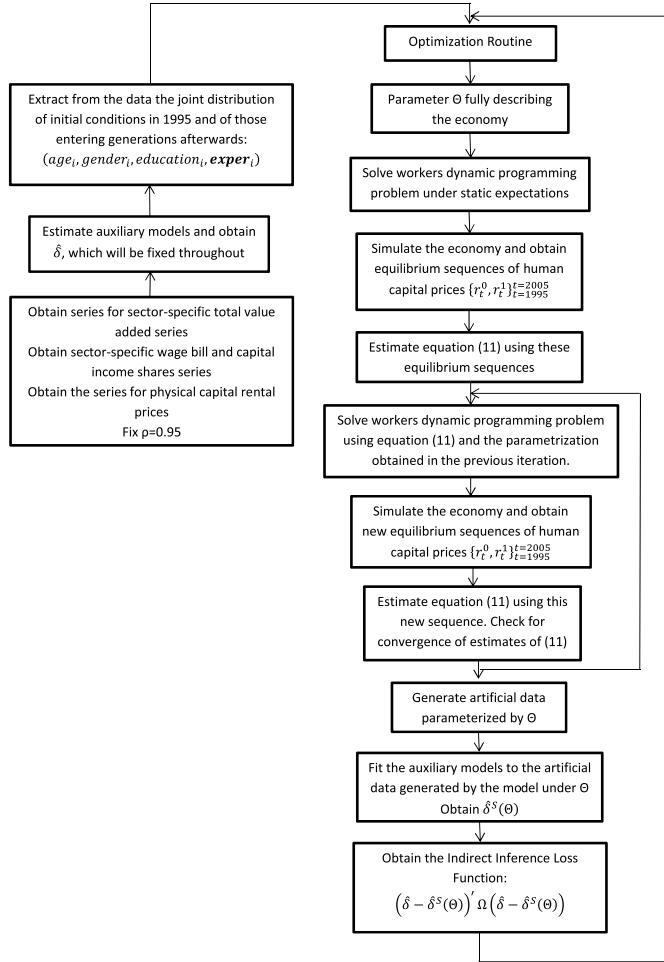 Optimization Routine
Parameter Θ fully describing
the economy
Solve workers dynamic programming
problem under static expectations
Simulate the economy and obtain
equilibrium sequences of human
capital prices {r_t^0, r_t^1}_{t=1995}^{t=2005}
Estimate equation (11) using these
equilibrium sequences
Solve workers dynamic programming problem
using equation (11) and the parametrization
obtained in the previous iteration.
Simulate the economy and obtain
new equilibrium sequences of human
capital prices {r_t^0, r_t^1}_{t=1995}^{t=2005}
Estimate equation (11) using this
new sequence. Check for
convergence of estimates of (11)
Generate artificial data
parameterized by Θ
Fit the auxiliary models to the artificial
data generated by the model under Θ
Obtain δ̂^S(Θ)
Obtain the Indirect Inference Loss
Function:
(δ̂ − δ̂^S(Θ))′ Ω (δ̂ − δ̂^S(Θ))
Extract from the data the joint distribution
of initial conditions in 1995 and of those
entering generations afterwards:
(age_i, gender_i, education_i, exper_i)
Estimate auxiliary models and obtain
δ̂, which will be fixed throughout
Obtain series for sector-specific total value
added series
Obtain sector-specific wage bill and capital
income shares series
Obtain the series for physical capital rental
prices
Fix ρ=0.95